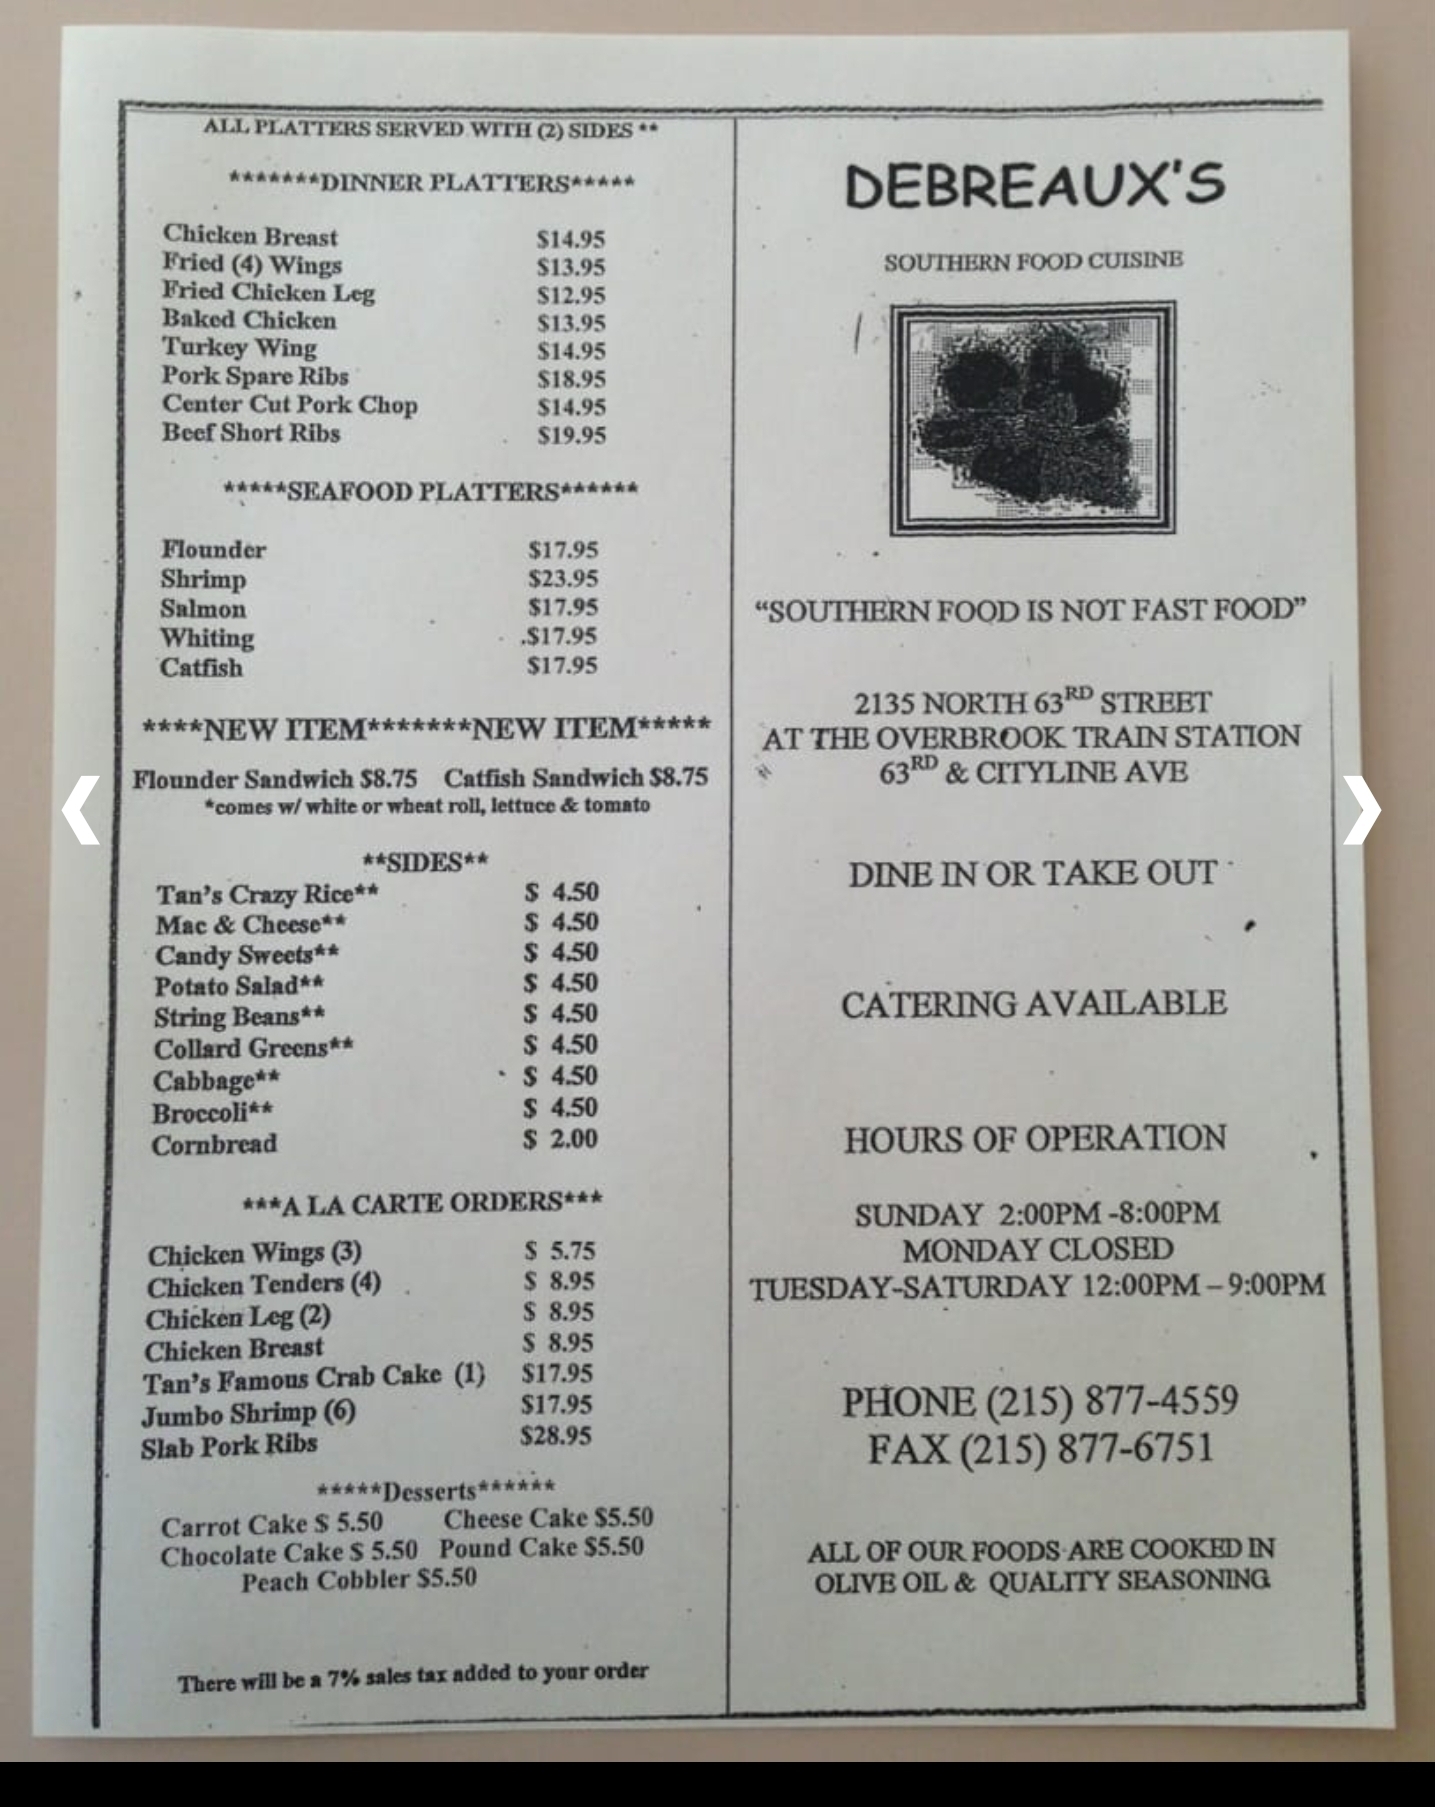 ALL PLATTERS SERVED WITH (2) SIDES **
*******DINNER PLATTERS*****
Chicken Breast $14.95
Fried (4) Wings $13.95
Fried Chicken Leg $12.95
Baked Chicken $13.95
Turkey Wing $14.95
Pork Spare Ribs $18.95
Center Cut Pork Chop $14.95
Beef Short Ribs $19.95
*****SEAFOOD PLATTERS******
Flounder $17.95
Shrimp $23.95
Salmon $17.95
Whiting $17.95
Catfish $17.95
****NEW ITEM*******NEW ITEM*****
Flounder Sandwich $8.75 Catfish Sandwich $8.75
*comes w/ white or wheat roll, lettuce & tomato
**SIDES**
Tan's Crazy Rice** $ 4.50
Mac & Cheese** $ 4.50
Candy Sweets** $ 4.50
Potato Salad** $ 4.50
String Beans** $ 4.50
Collard Greens** $ 4.50
Cabbage** $ 4.50
Broccoli** $ 4.50
Cornbread $ 2.00
***A LA CARTE ORDERS***
Chicken Wings (3) $ 5.75
Chicken Tenders (4) $ 8.95
Chicken Leg (2) $ 8.95
Chicken Breast $ 8.95
Tan's Famous Crab Cake (1) $17.95
Jumbo Shrimp (6) $17.95
Slab Pork Ribs $28.95
*****Desserts******
Carrot Cake $ 5.50 Cheese Cake $5.50
Chocolate Cake $ 5.50 Pound Cake $5.50
Peach Cobbler $5.50
There will be a 7% sales tax added to your order
DEBREAUX'S
SOUTHERN FOOD CUISINE
“SOUTHERN FOOD IS NOT FAST FOOD”
2135 NORTH 63RD STREET
AT THE OVERBROOK TRAIN STATION
63RD & CITYLINE AVE
DINE IN OR TAKE OUT
CATERING AVAILABLE
HOURS OF OPERATION
SUNDAY 2:00PM -8:00PM
MONDAY CLOSED
TUESDAY-SATURDAY 12:00PM – 9:00PM
PHONE (215) 877-4559
FAX (215) 877-6751
ALL OF OUR FOODS ARE COOKED IN
OLIVE OIL & QUALITY SEASONING